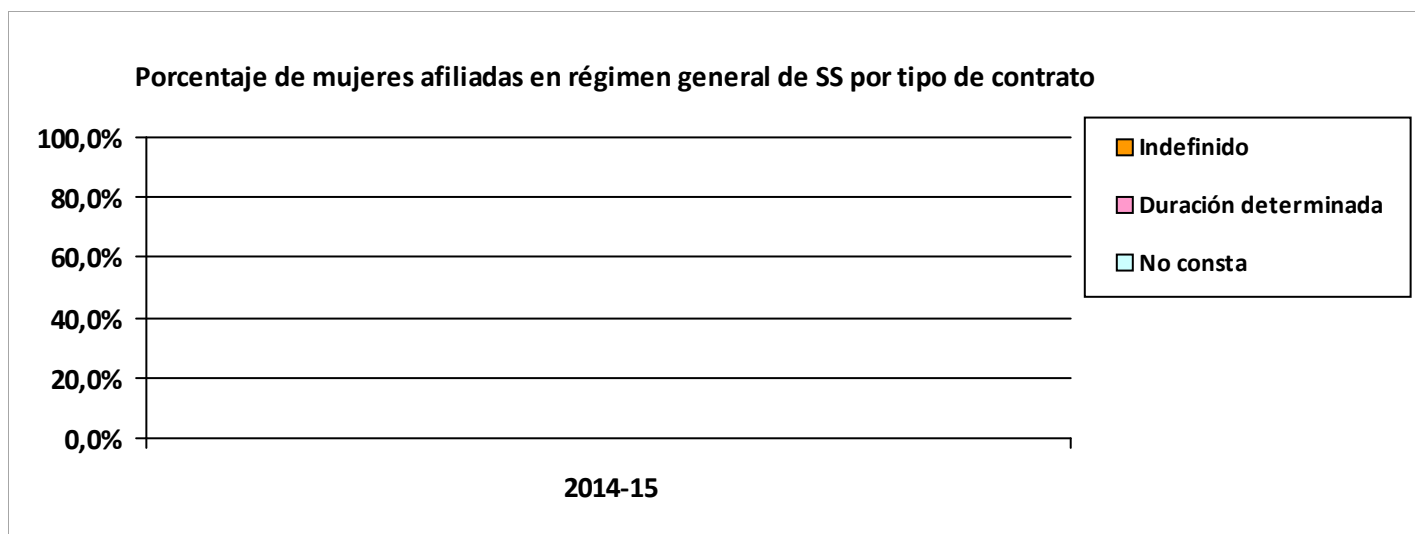 Porcentaje de mujeres afiliadas en régimen general de SS por tipo de contrato
100,0%
80,0%
60,0%
40,0%
20,0%
0,0%
2014-15
Indefinido
Duración determinada
No consta